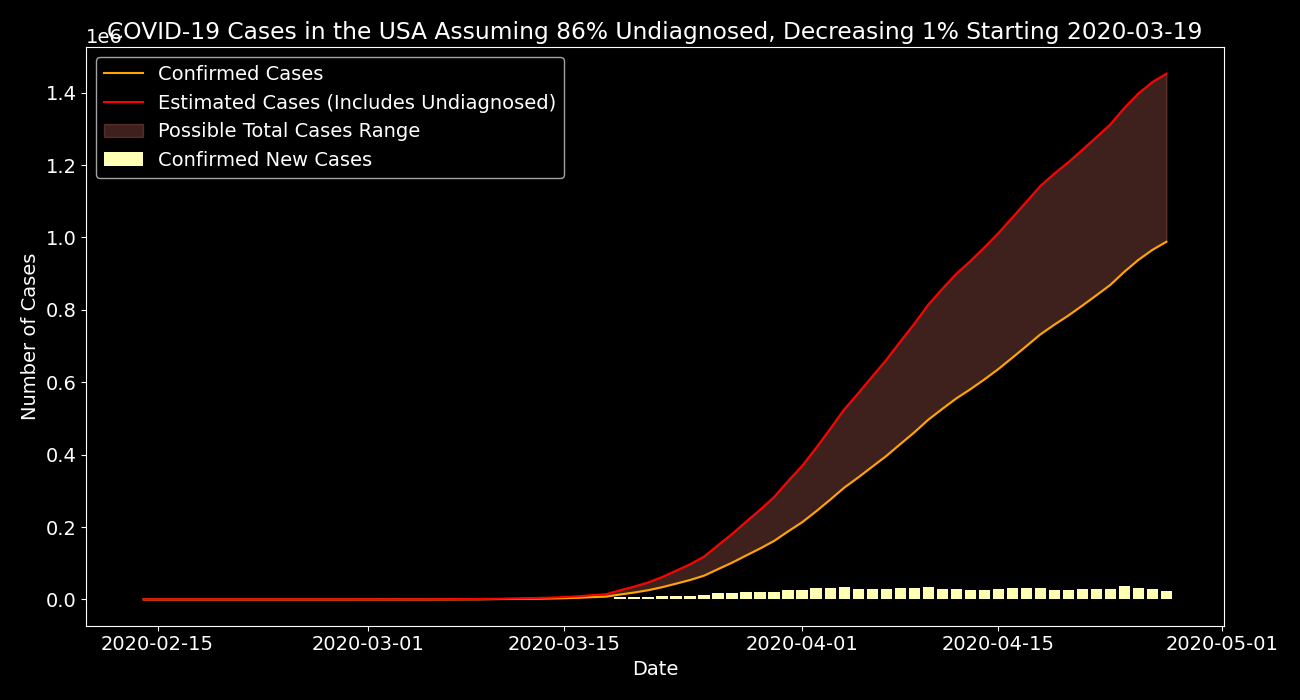 COVID-19 Cases in the USA Assuming 86% Undiagnosed, Decreasing 1% Starting 2020-03-19
1e6
Confirmed Cases
Estimated Cases (Includes Undiagnosed)
Possible Total Cases Range
Confirmed New Cases
1.4
1.2
1.0
0.8
0.6
0.4
0.2
0.0
Number of Cases
2020-02-15 2020-03-01 2020-03-15 2020-04-01 2020-04-15 2020-05-01
Date